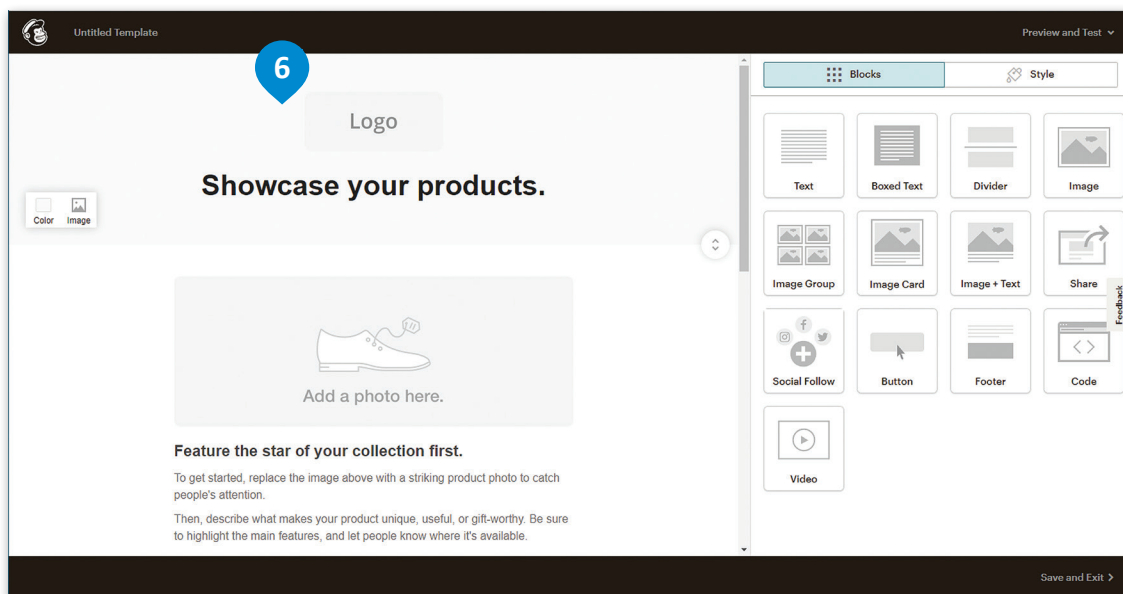 Untitled Template
Preview and Test
6
Logo
Showcase your products.
Color Image
Add a photo here.
Feature the star of your collection first.
To get started, replace the image above with a striking product photo to catch
people's attention.
Then, describe what makes your product unique, useful, or gift-worthy. Be sure
to highlight the main features, and let people know where it's available.
Blocks Style
Text Boxed Text Divider Image
Image Group Image Card Image + Text Share
Feedback
Social Follow Button Footer Code
Video
Save and Exit